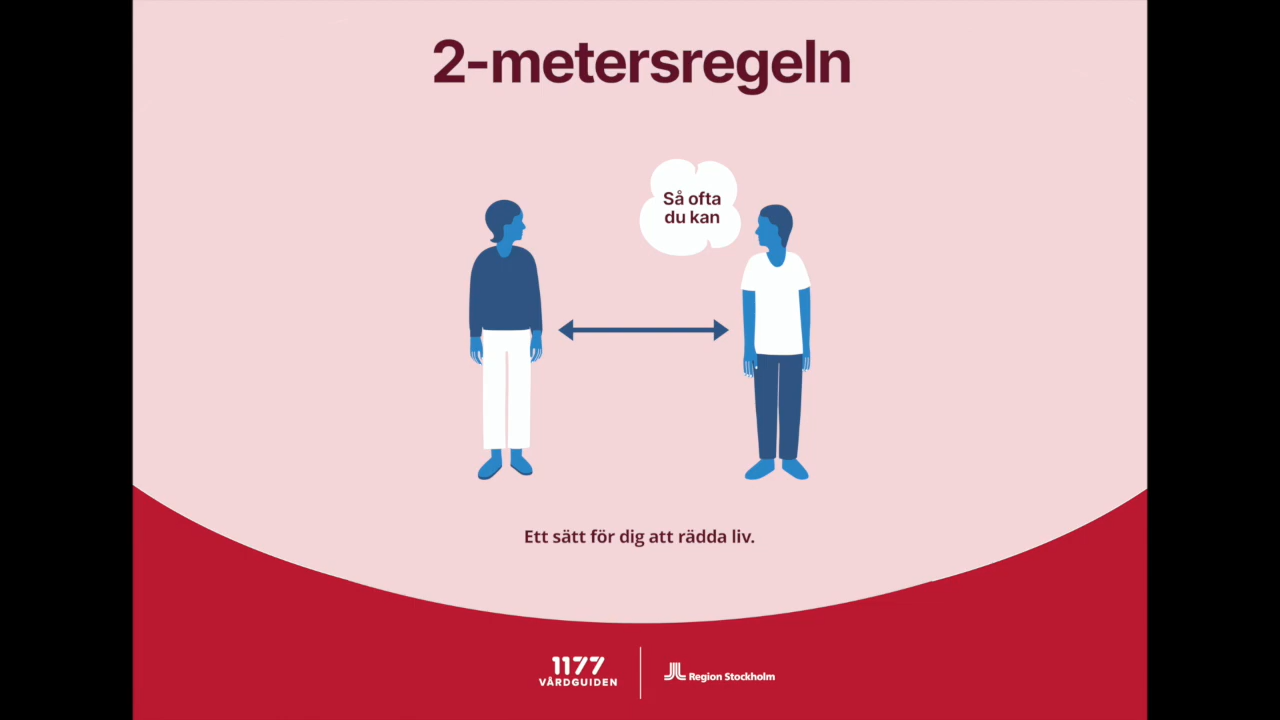 2-metersregeln
Så ofta
du kan
Ett sätt för dig att rädda liv.
1177
VÅRDGUIDEN
Region Stockholm